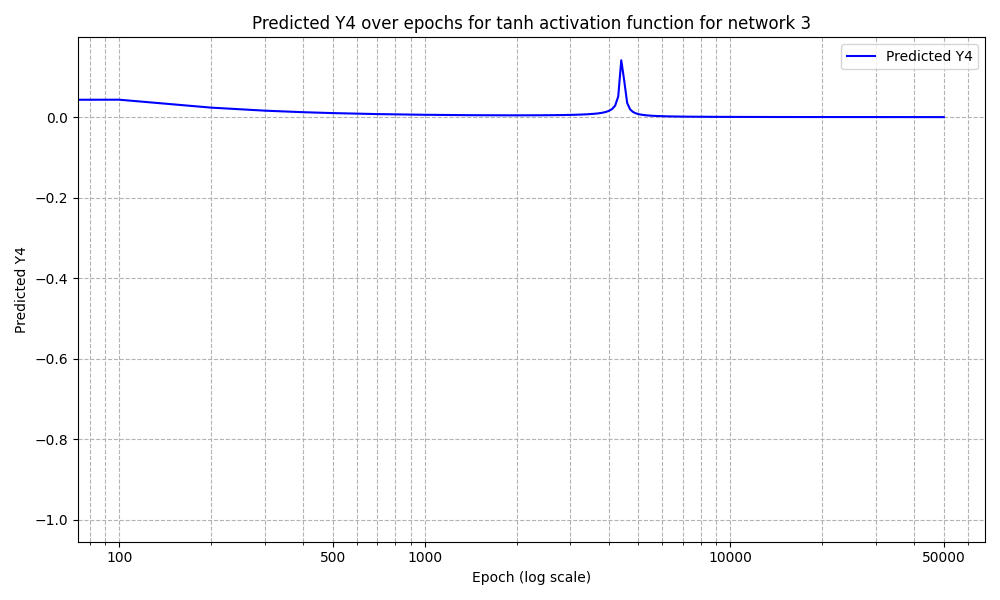 Predicted Y4 over epochs for tanh activation function for network 3
Predicted Y4
0.0
−0.2
−0.4
−0.6
−0.8
−1.0
Predicted Y4
100
500
1000
10000
50000
Epoch (log scale)